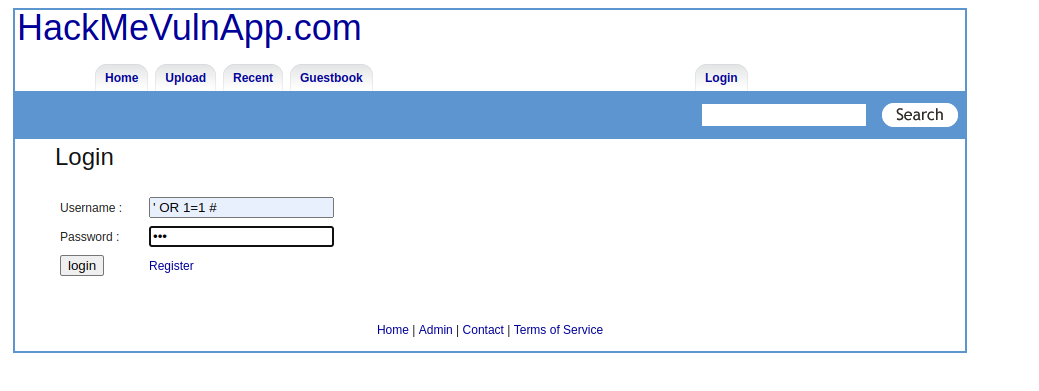 HackMeVulnApp.com
Home Upload Recent Guestbook Login
Search
Login
Username : ' OR 1=1 #
Password : •••
login Register
Home | Admin | Contact | Terms of Service